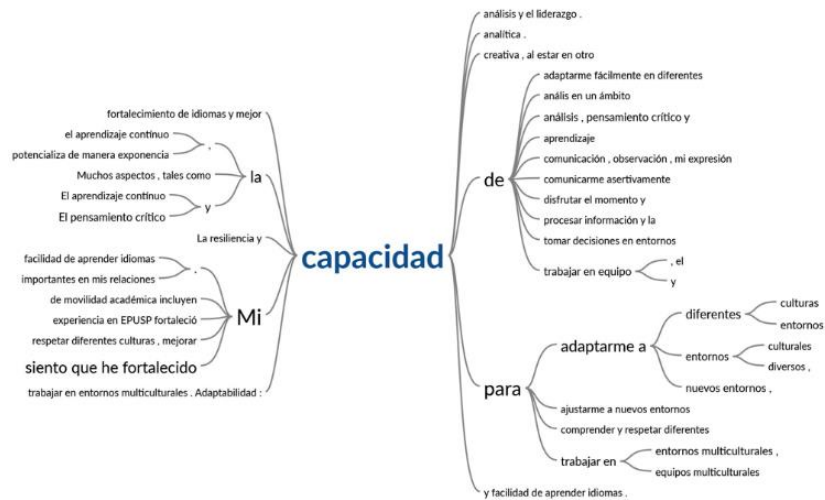 fortalecimiento de idiomas y mejor
el aprendizaje contínuo
potencializa de manera exponencia
,
Muchos aspectos , tales como
la
El aprendizaje contínuo
El pensamiento crítico
y
La resiliencia y
facilidad de aprender idiomas
importantes en mis relaciones
.
de movilidad académica incluyen
experiencia en EPUSP fortaleció
Mi
respetar diferentes culturas , mejorar
siento que he fortalecido
trabajar en entornos multiculturales . Adaptabilidad :
capacidad
análisis y el liderazgo .
analítica .
creativa , al estar en otro
de
adaptarme fácilmente en diferentes
anális en un ámbito
análisis , pensamiento crítico y
aprendizaje
comunicación , observación , mi expresión
comunicarme asertivamente
disfrutar el momento y
procesar información y la
tomar decisiones en entornos
trabajar en equipo
, el
y
para
adaptarme a
diferentes
culturas
entornos
entornos
culturales
diversos ,
nuevos entornos ,
ajustarme a nuevos entornos
comprender y respetar diferentes
trabajar en
entornos multiculturales ,
equipos multiculturales
y facilidad de aprender idiomas .